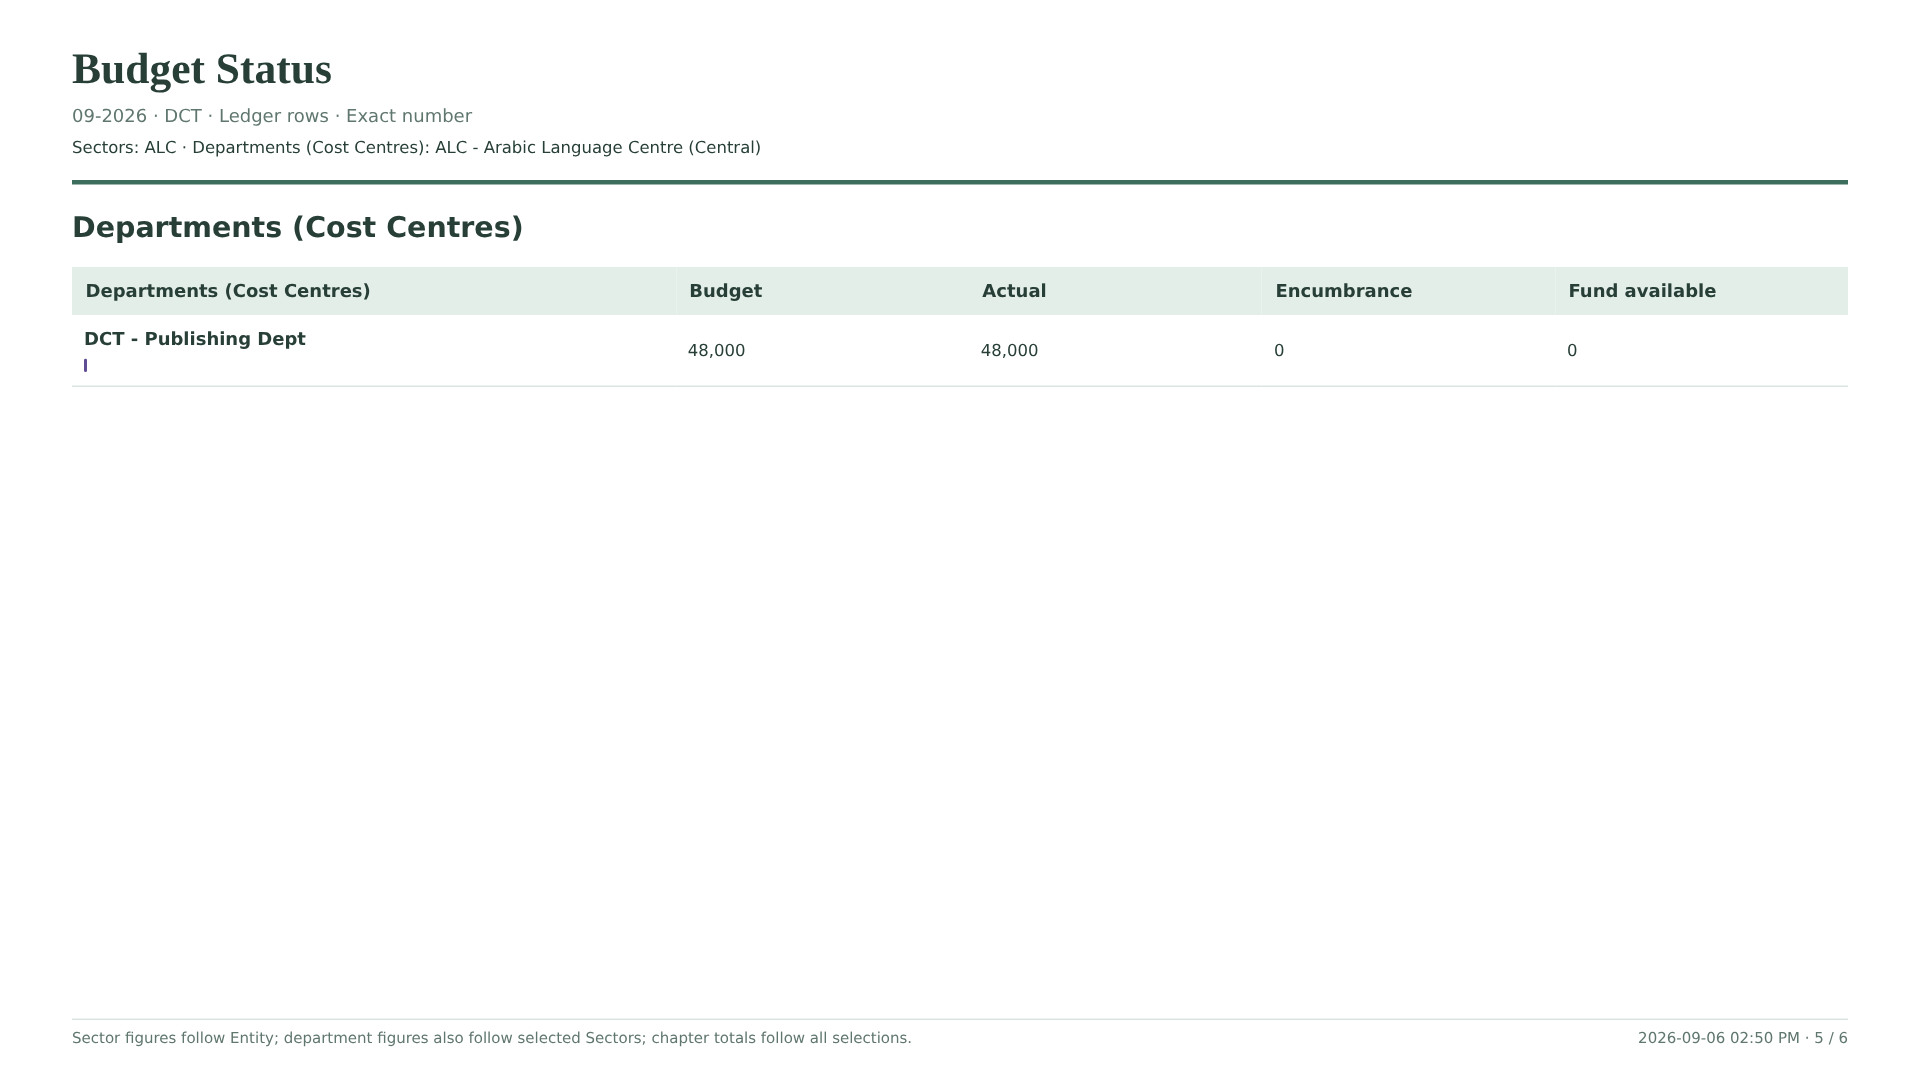 Budget Status
09-2026 · DCT · Ledger rows · Exact number
Sectors: ALC · Departments (Cost Centres): ALC - Arabic Language Centre (Central)
Departments (Cost Centres)
Departments (Cost Centres) Budget Actual Encumbrance Fund available
DCT - Publishing Dept 48,000 48,000 0 0
Sector figures follow Entity; department figures also follow selected Sectors; chapter totals follow all selections. 2026-09-06 02:50 PM · 5 / 6